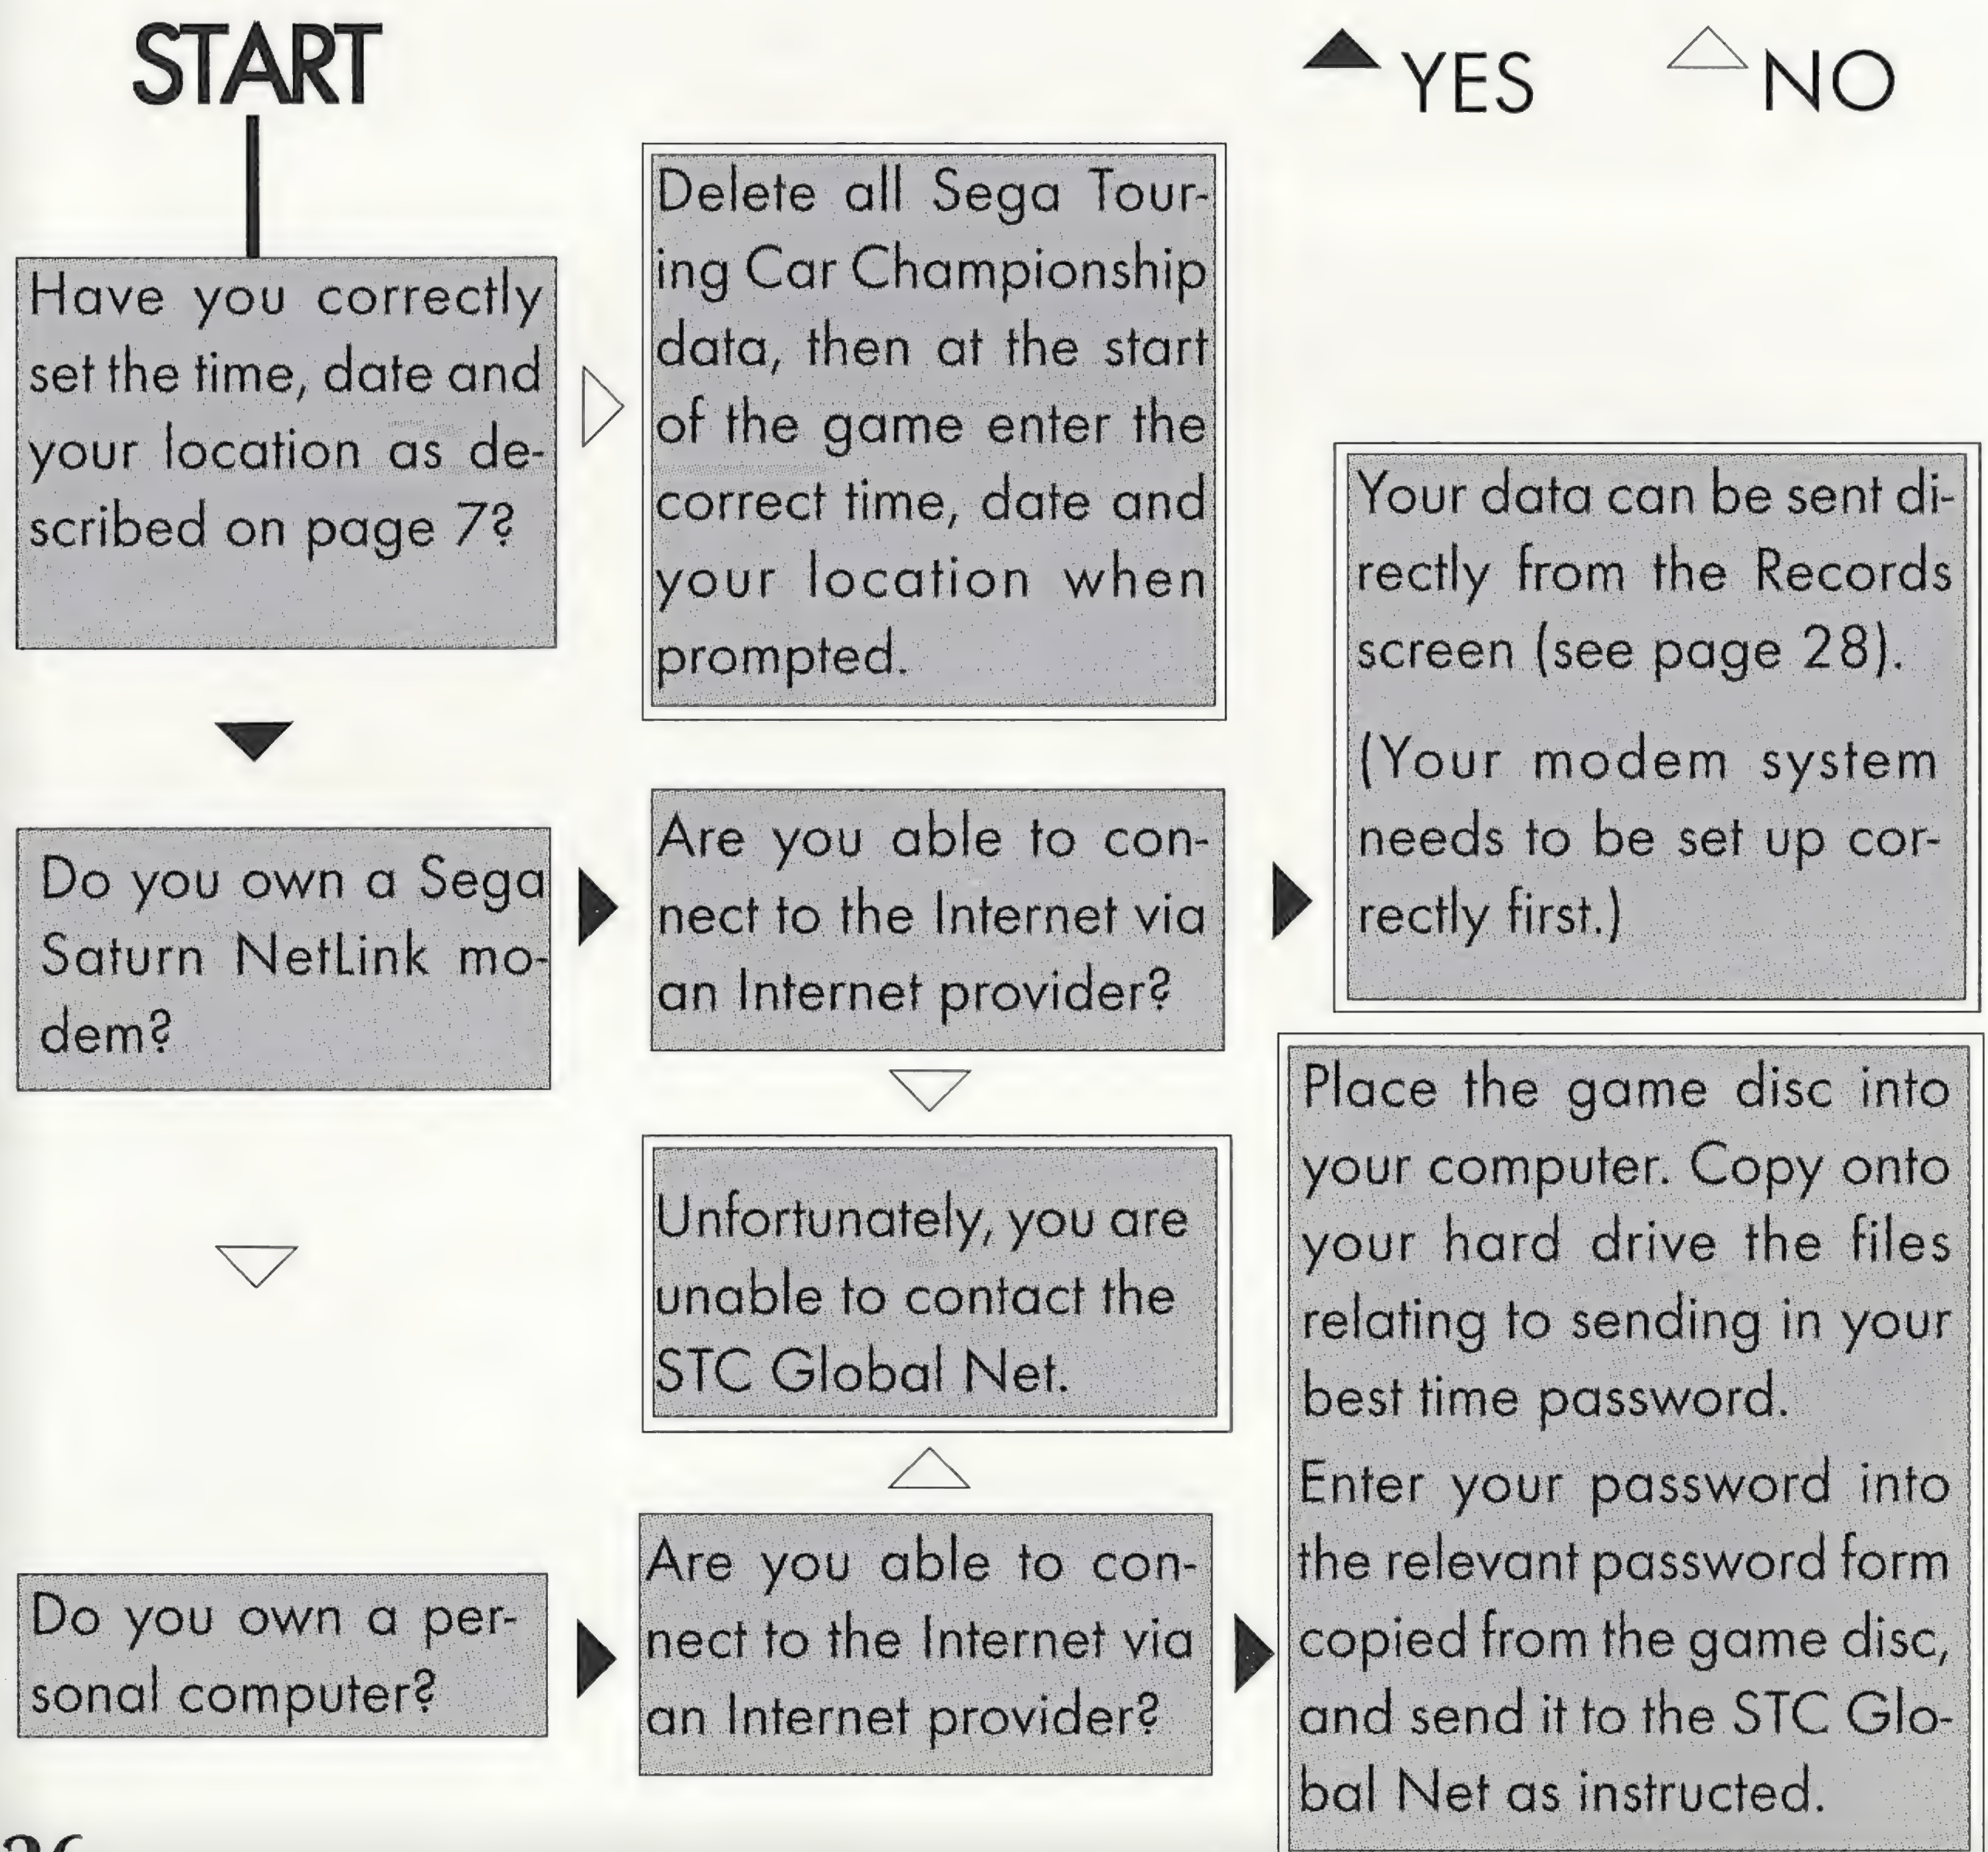 START
YES
NO
Have you correctly
set the time, date and
your location as de-
scribed on page 7?
Delete all Sega Tour-
ing Car Championship
data, then at the start
of the game enter the
correct time, date and
your location when
prompted.
Do you own a Sega
Saturn NetLink mo-
dem?
Are you able to con-
nect to the Internet via
an Internet provider?
Your data can be sent di-
rectly from the Records
screen (see page 28).
(Your modem system
needs to be set up cor-
rectly first.)
Unfortunately, you are
unable to contact the
STC Global Net.
Do you own a per-
sonal computer?
Are you able to con-
nect to the Internet via
an Internet provider?
Place the game disc into
your computer. Copy onto
your hard drive the files
relating to sending in your
best time password.
Enter your password into
the relevant password form
copied from the game disc,
and send it to the STC Glo-
bal Net as instructed.